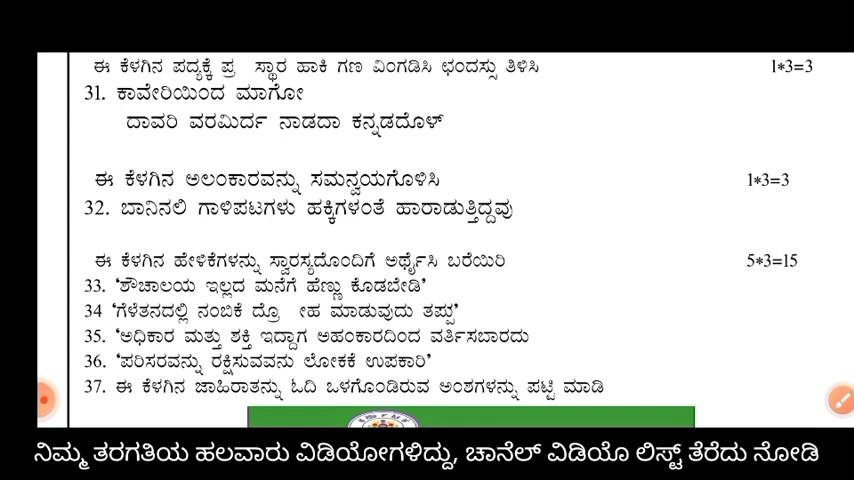 ಈ ಕೆಳಗಿನ ಪದ್ಯಕ್ಕೆ ಪ್ರ ಸ್ಥಾರ ಹಾಕಿ ಗಣ ವಿಂಗಡಿಸಿ ಛಂದಸ್ಸು ತಿಳಿಸಿ 1*3=3
31. ಕಾವೇರಿಯಿಂದ ಮಾಗೋ
ದಾವರಿ ವರಮಿರ್ದ ನಾಡದಾ ಕನ್ನಡದೊಳ್
ಈ ಕೆಳಗಿನ ಅಲಂಕಾರವನ್ನು ಸಮನ್ವಯಗೊಳಿಸಿ 1*3=3
32. ಬಾನಿನಲಿ ಗಾಳಿಪಟಗಳು ಹಕ್ಕಿಗಳಂತೆ ಹಾರಾಡುತ್ತಿದ್ದವು
ಈ ಕೆಳಗಿನ ಹೇಳಿಕೆಗಳನ್ನು ಸ್ವಾರಸ್ಯದೊಂದಿಗೆ ಅರ್ಥೈಸಿ ಬರೆಯಿರಿ 5*3=15
33. 'ಶೌಚಾಲಯ ಇಲ್ಲದ ಮನೆಗೆ ಹೆಣ್ಣು ಕೊಡಬೇಡಿ'
34 'ಗೆಳೆತನದಲ್ಲಿ ನಂಬಿಕೆ ದ್ರೊ ೀಹ ಮಾಡುವುದು ತಪ್ಪು'
35. 'ಅಧಿಕಾರ ಮತ್ತು ಶಕ್ತಿ ಇದ್ದಾಗ ಅಹಂಕಾರದಿಂದ ವರ್ತಿಸಬಾರದು
36. 'ಪರಿಸರವನ್ನು ರಕ್ಷಿಸುವವನು ಲೋಕಕೆ ಉಪಕಾರಿ'
37. ಈ ಕೆಳಗಿನ ಜಾಹಿರಾತನ್ನು ಓದಿ ಒಳಗೊಂಡಿರುವ ಅಂಶಗಳನ್ನು ಪಟ್ಟಿ ಮಾಡಿ
ನಿಮ್ಮ ತರಗತಿಯ ಹಲವಾರು ವಿಡಿಯೋಗಳಿದ್ದು, ಚಾನೆಲ್ ವಿಡಿಯೊ ಲಿಸ್ಟ್ ತೆರೆದು ನೋಡಿ